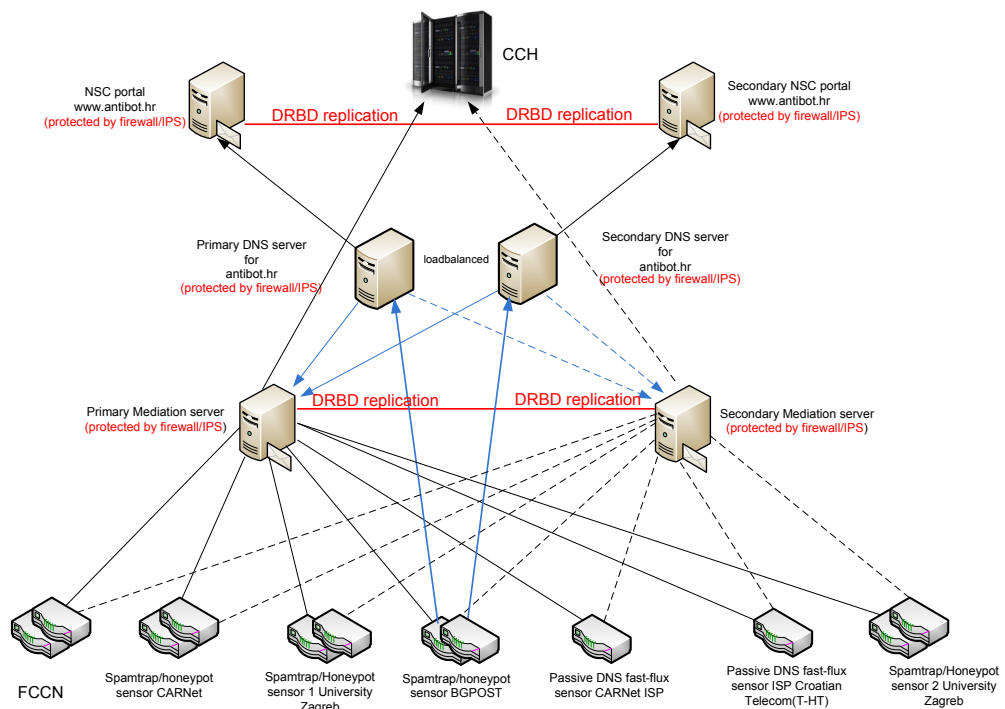 CCH
NSC portal
www.antibot.hr
(protected by firewall/IPS)
DRBD replication
DRBD replication
Secondary NSC portal
www.antibot.hr
(protected by firewall/IPS)
Primary DNS server
for
antibot.hr
(protected by firewall/IPS)
loadbalanced
Secondary DNS server
for
antibot.hr
(protected by firewall/IPS)
Primary Mediation server
(protected by firewall/IPS)
DRBD replication
DRBD replication
Secondary Mediation server
(protected by firewall/IPS)
FCCN
Spamtrap/honeypot
sensor CARNet
Spamtrap/Honeypot
sensor 1 University
Zagreb
Spamtrap/honeypot
sensor BGPOST
Passive DNS fast-flux
sensor CARNet ISP
Passive DNS fast-flux
sensor ISP Croatian
Telecom(T-HT)
Spamtrap/Honeypot
sensor 2 University
Zagreb